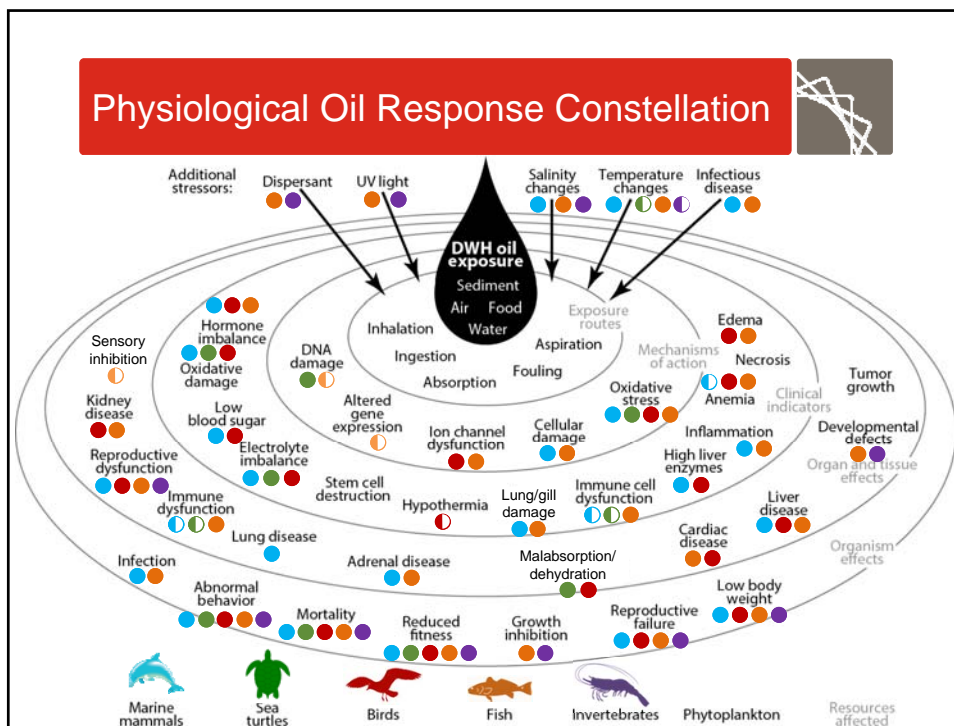 Physiological Oil Response Constellation
Additional
stressors:
Dispersant
UV light
Salinity
changes
Temperature
changes
Infectious
disease
DWH oil
exposure
Sediment
Air Food
Water
Exposure
routes
Inhalation
Ingestion
Absorption
Fouling
Aspiration
Mechanisms
of action
DNA
damage
Altered
gene
expression
Ion channel
dysfunction
Cellular
damage
Oxidative
stress
Clinical
indicators
Hormone
imbalance
Oxidative
damage
Low
blood sugar
Electrolyte
imbalance
Stem cell
destruction
Hypothermia
Lung/gill
damage
Immune cell
dysfunction
High liver
enzymes
Inflammation
Edema
Necrosis
Anemia
Organ and tissue
effects
Sensory
inhibition
Kidney
disease
Reproductive
dysfunction
Immune
dysfunction
Lung disease
Adrenal disease
Malabsorption/
dehydration
Cardiac
disease
Liver
disease
Developmental
defects
Tumor
growth
Organism
effects
Infection
Abnormal
behavior
Mortality
Reduced
fitness
Growth
inhibition
Reproductive
failure
Low body
weight
Marine
mammals
Sea
turtles
Birds
Fish
Invertebrates
Phytoplankton
Resources
affected